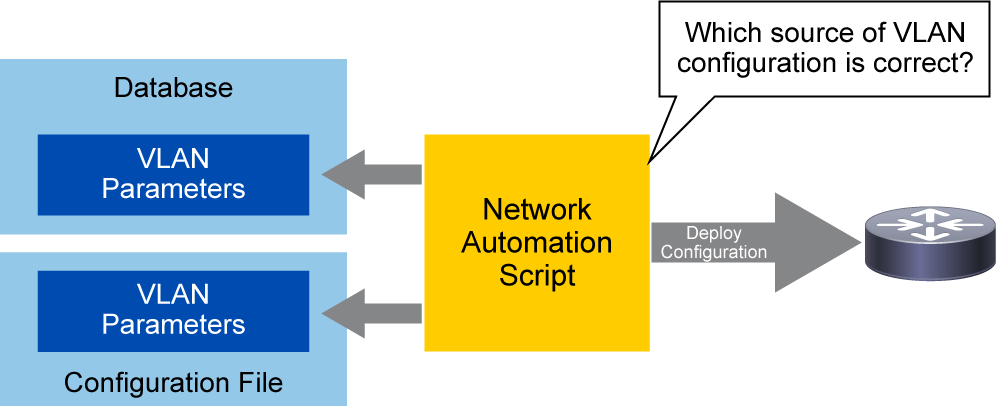 Which source of VLAN
configuration is correct?
Database
VLAN
Parameters
Network
Automation
Script
Deploy
Configuration
VLAN
Parameters
Configuration File